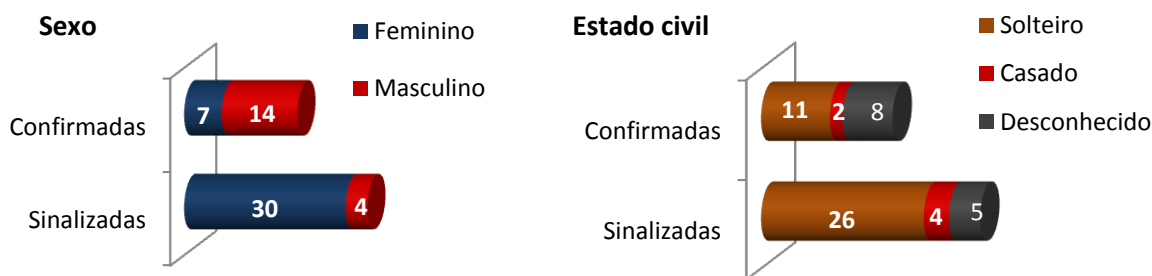 Sexo
Feminino
Masculino
Confirmadas
7 14
Sinalizadas
30 4
Estado civil
Solteiro
Casado
Desconhecido
Confirmadas
11 2 8
Sinalizadas
26 4 5